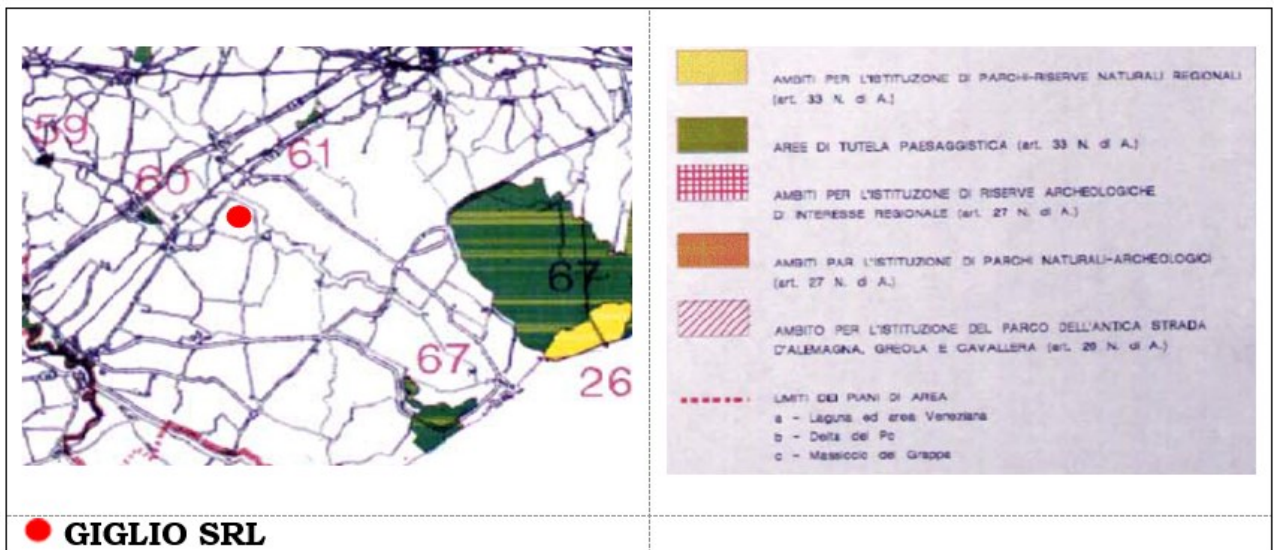 59
60
61
67
67
26
AMBITI PER L'ISTITUZIONE DI PARCHI-RISERVE NATURALI REGIONALI
(art. 33 N. di A.)
AREE DI TUTELA PAESAGGISTICA (art. 33 N. di A.)
AMBITI PER L'ISTITUZIONE DI RISERVE ARCHEOLOGICHE
DI INTERESSE REGIONALE (art. 27 N. di A.)
AMBITI PAR L'ISTITUZIONE DI PARCHI NATURALI-ARCHEOLOGICI
(art. 27 N. di A.)
AMBITO PER L'ISTITUZIONE DEL PARCO DELL'ANTICA STRADA
D'ALEMAGNA, GREOLA E CAVALLERA (art. 29 N. di A.)
LIMITI DEI PIANI DI AREA
a - Laguna ed area Veneziana
b - Delta del Po
c - Massiccio del Grappa
GIGLIO SRL